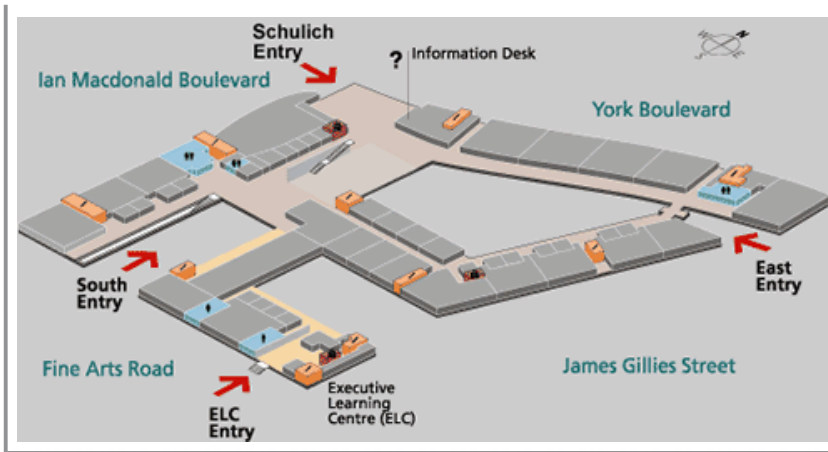 Schulich
Entry
? Information Desk
Ian Macdonald Boulevard
York Boulevard
N
South
Entry
East
Entry
Fine Arts Road
James Gillies Street
ELC
Entry
Executive
Learning
Centre (ELC)